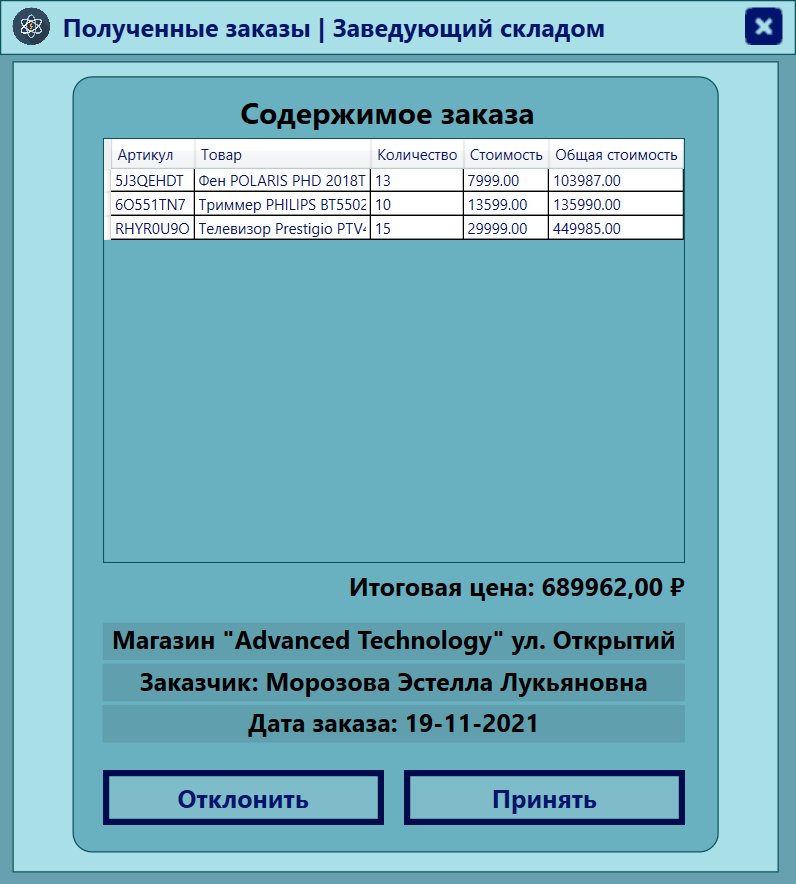 Полученные заказы | Заведующий складом
Содержимое заказа
Артикул Товар Количество Стоимость Общая стоимость
5J3QEHDT Фен POLARIS PHD 2018T 13 7999.00 103987.00
6O551TN7 Триммер PHILIPS BT5502 10 13599.00 135990.00
RHYR0U9O Телевизор Prestigio PTV4 15 29999.00 449985.00
Итоговая цена: 689962,00 ₽
Магазин "Advanced Technology" ул. Открытий
Заказчик: Морозова Эстелла Лукьяновна
Дата заказа: 19-11-2021
Отклонить Принять